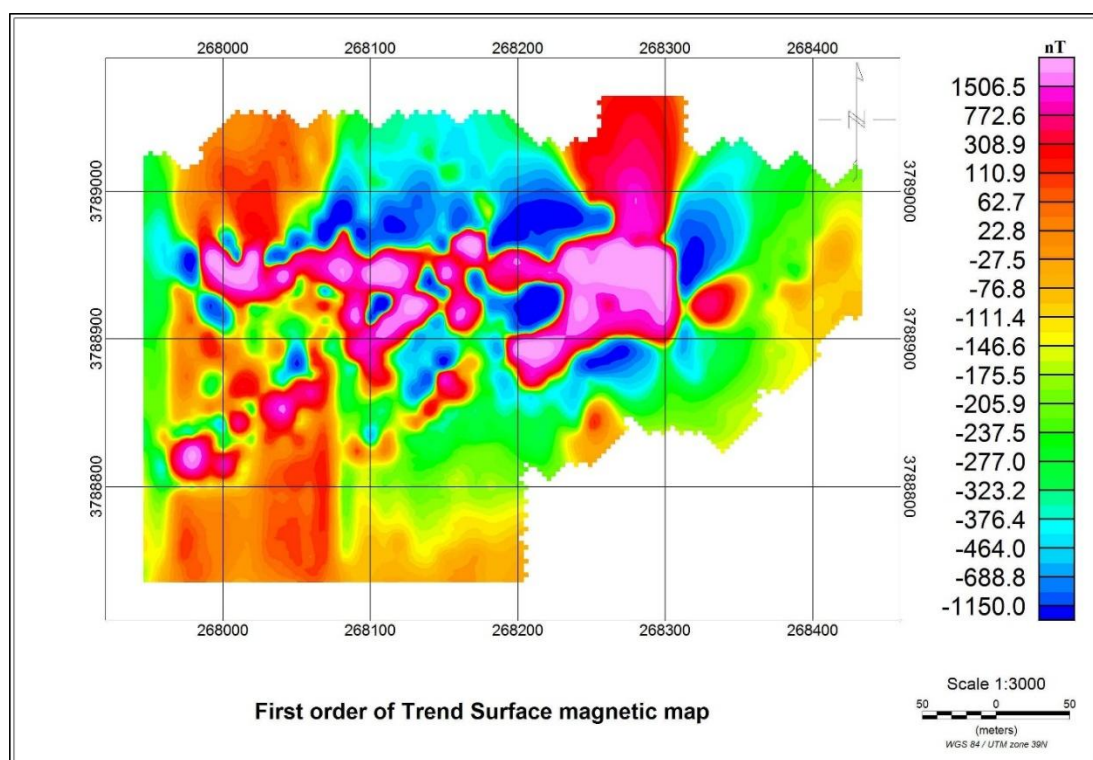 268000 268100 268200 268300 268400
nT
1506.5
772.6
308.9
110.9
62.7
22.8
-27.5
-76.8
-111.4
-146.6
-175.5
-205.9
-237.5
-277.0
-323.2
-376.4
-464.0
-688.8
-1150.0
N
3789000 3789000
3788900 3788900
3788800 3788800
268000 268100 268200 268300 268400
First order of Trend Surface magnetic map
Scale 1:3000
50 0 50
(meters)
WGS 84 / UTM zone 39N